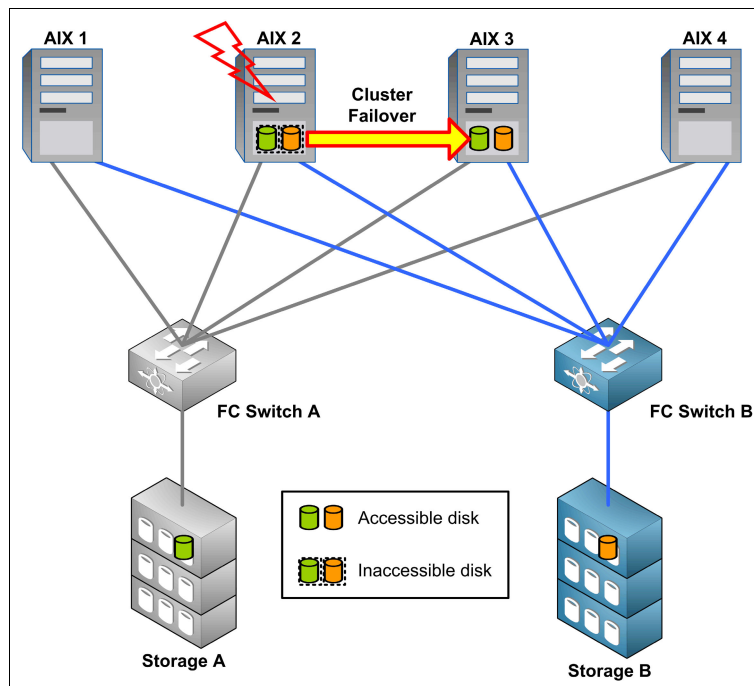 AIX 1
AIX 2
AIX 3
AIX 4
Cluster
Failover
FC Switch A
FC Switch B
Accessible disk
Inaccessible disk
Storage A
Storage B